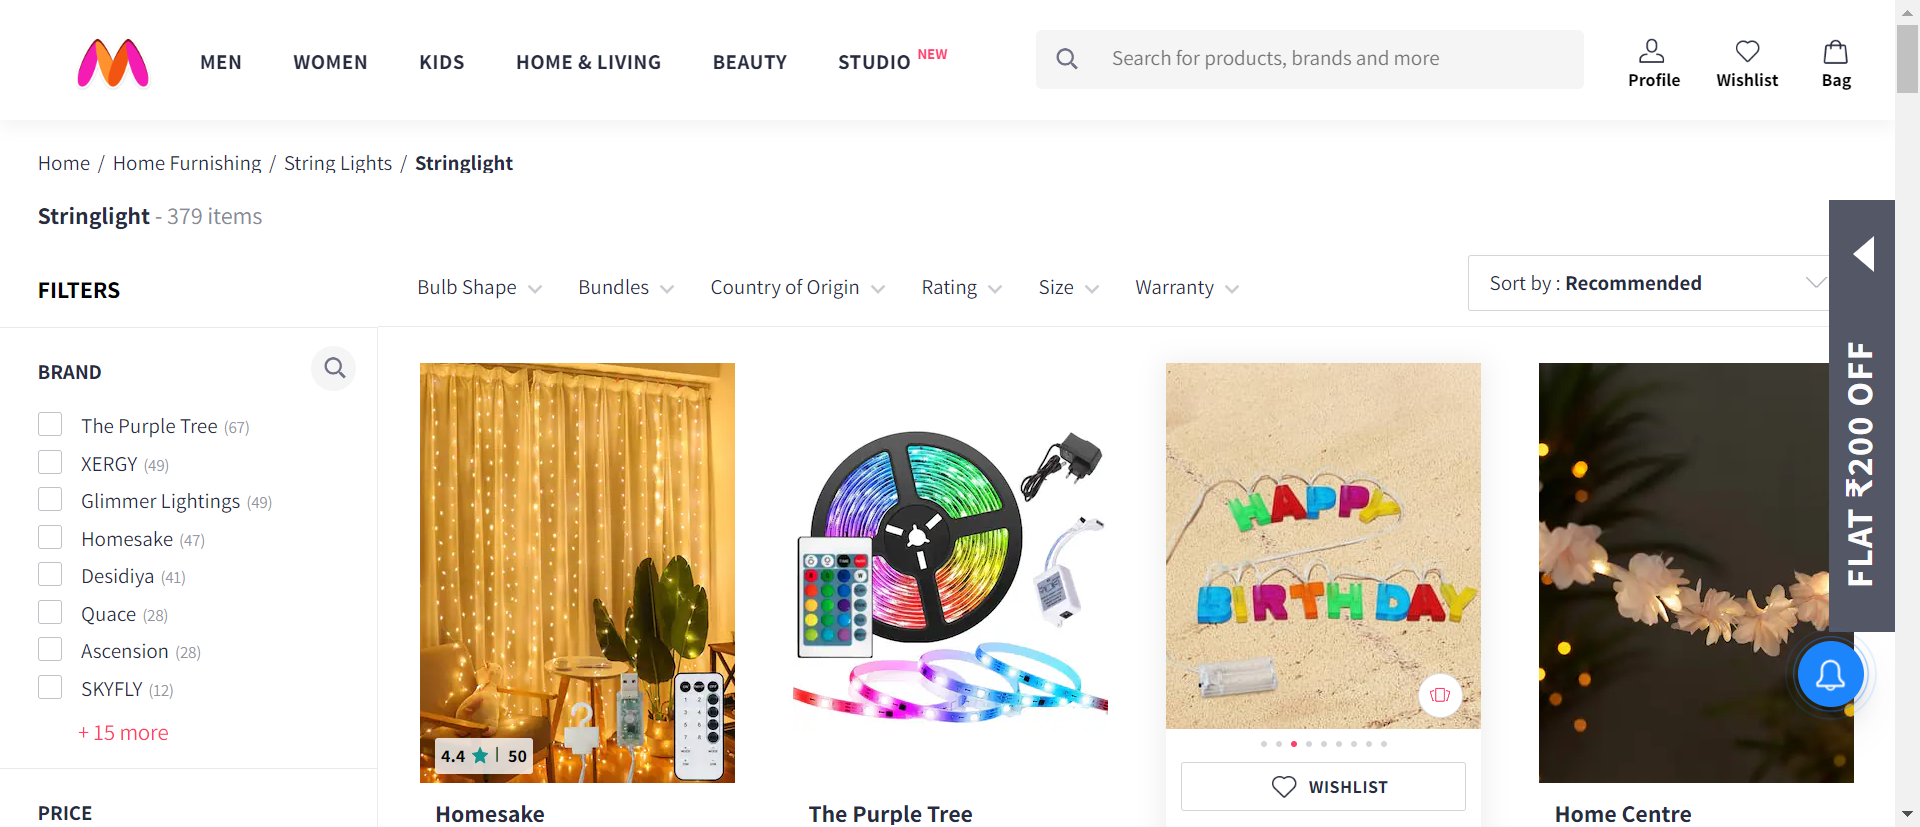 MEN
WOMEN
KIDS
HOME & LIVING
BEAUTY
STUDIO NEW
Search for products, brands and more
Profile
Wishlist
Bag
Home / Home Furnishing / String Lights / Stringlight
Stringlight - 379 items
FILTERS
Bulb Shape
Bundles
Country of Origin
Rating
Size
Warranty
Sort by : Recommended
BRAND
The Purple Tree (67)
XERGY (49)
Glimmer Lightings (49)
Homesake (47)
Desidiya (41)
Quace (28)
Ascension (28)
SKYFLY (12)
+ 15 more
PRICE
4.4 ★ | 50
Homesake
The Purple Tree
HAPPY
BIRTHDAY
WISHLIST
Home Centre
FLAT ₹200 OFF